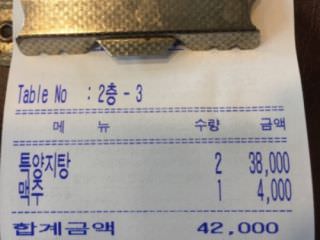 Table No : 2층 - 3
메 뉴 수량 금액
특양지탕 2 38,000
맥주 1 4,000
합계금액 42,000